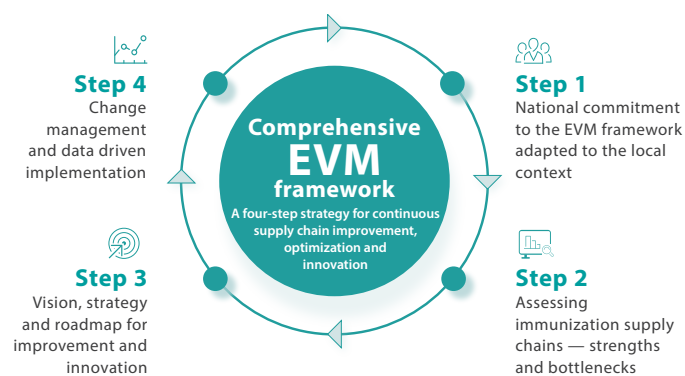 Comprehensive
EVM
framework
A four-step strategy for continuous
supply chain improvement,
optimization and
innovation
Step 1
National commitment
to the EVM framework
adapted to the local
context
Step 2
Assessing
immunization supply
chains — strengths
and bottlenecks
Step 3
Vision, strategy
and roadmap for
improvement and
innovation
Step 4
Change
management
and data driven
implementation